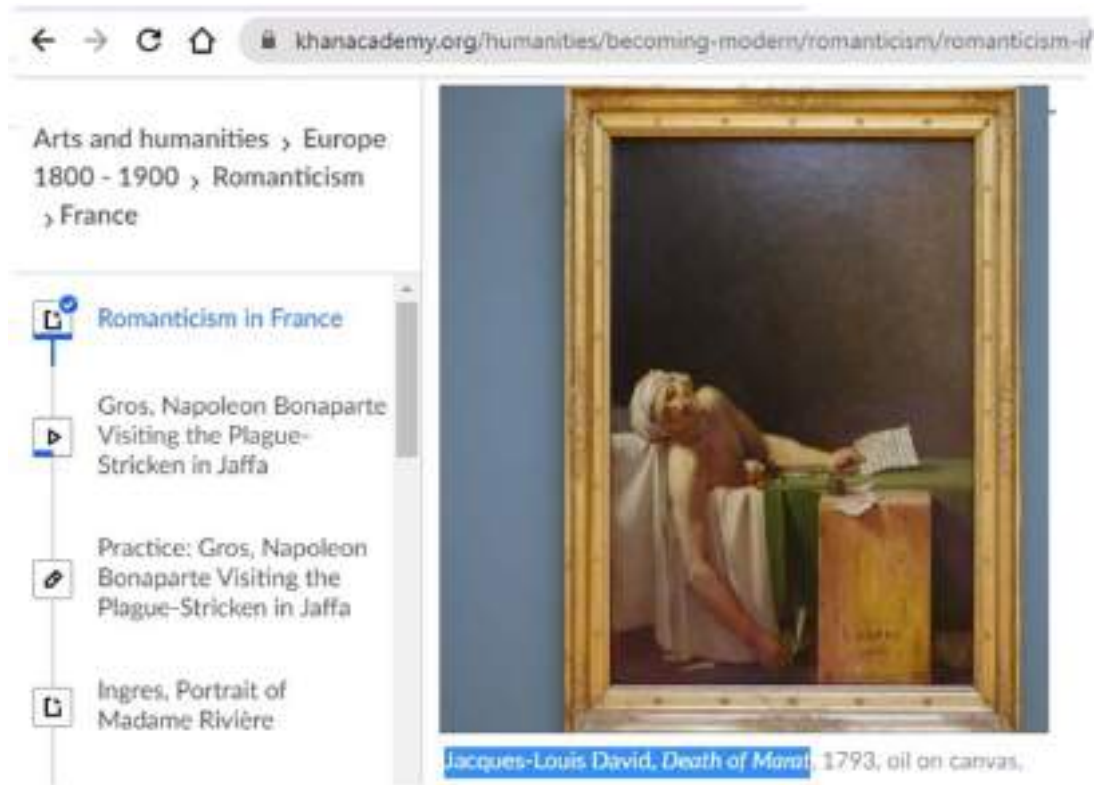 khanacademy.org/humanities/becoming-modern/romanticism/romanticism-i
Arts and humanities › Europe
1800 - 1900 › Romanticism
› France
Romanticism in France
Gros, Napoleon Bonaparte
Visiting the Plague-
Stricken in Jaffa
Practice: Gros, Napoleon
Bonaparte Visiting the
Plague-Stricken in Jaffa
Ingres, Portrait of
Madame Rivière
Jacques-Louis David, Death of Marat, 1793, oil on canvas,